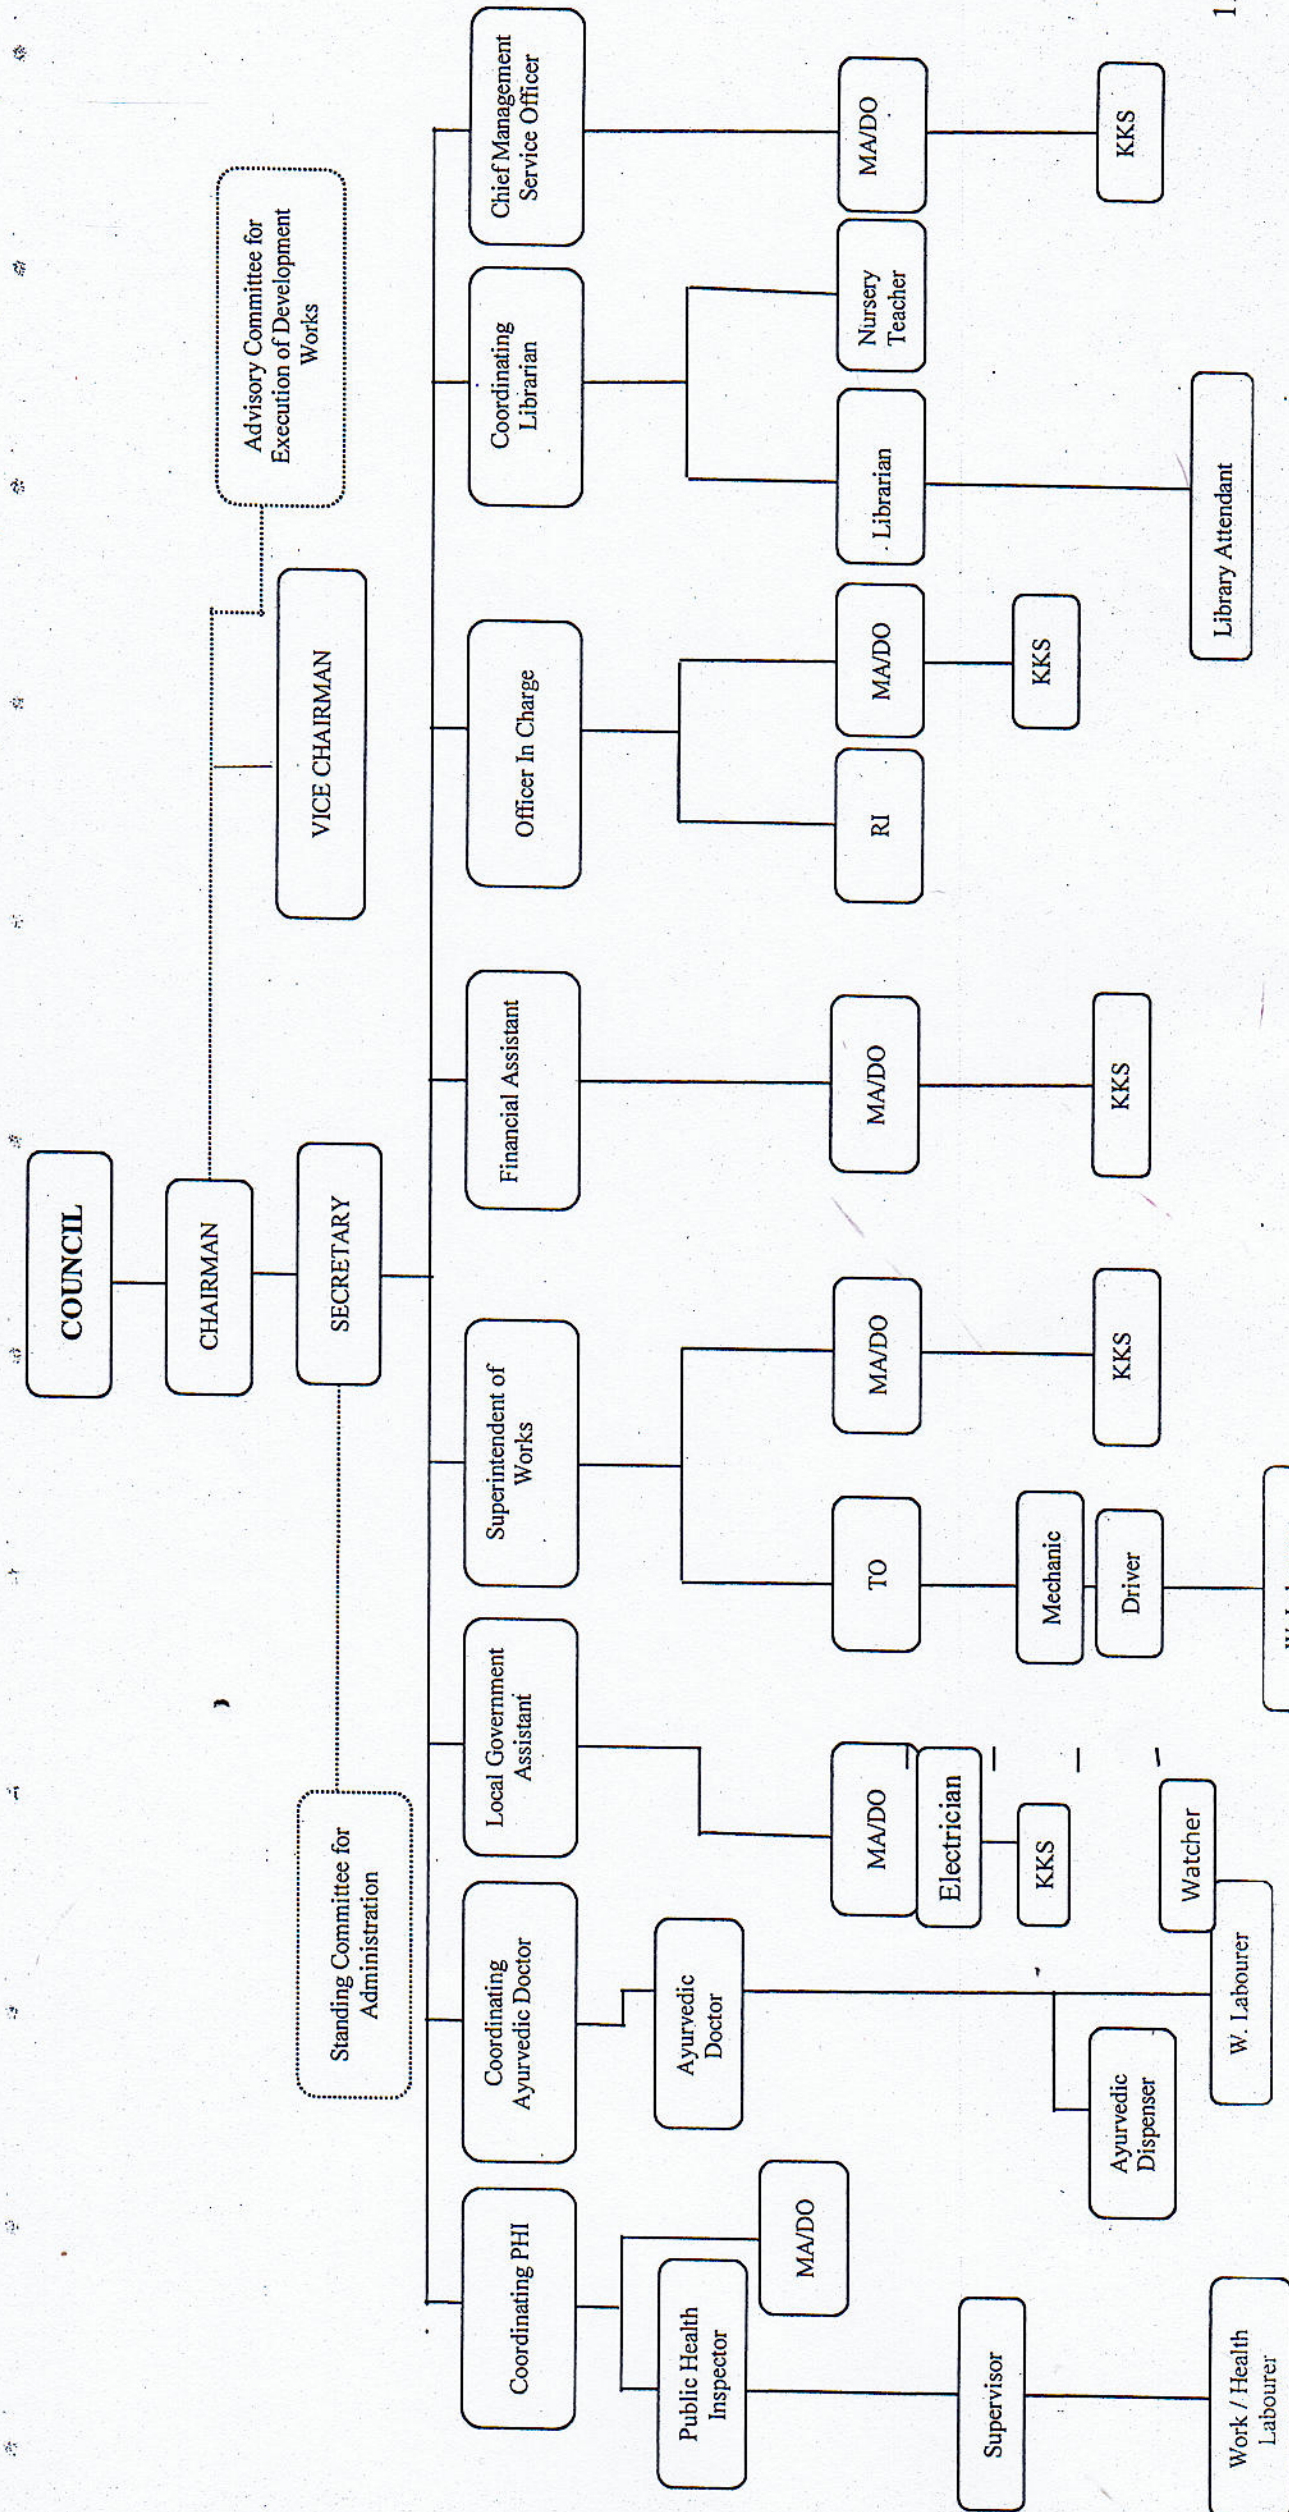 COUNCIL
CHAIRMAN
Advisory Committee for
Execution of Development
Works
VICE CHAIRMAN
SECRETARY
Standing Committee for
Administration
Coordinating PHI
Coordinating
Ayurvedic Doctor
Local Government
Assistant
Superintendent of
Works
Financial Assistant
Officer In Charge
Coordinating
Librarian
Chief Management
Service Officer
Public Health
Inspector
MA/DO
Ayurvedic
Doctor
MA/DO
Electrician
TO
MA/DO
MA/DO
RI
MA/DO
Librarian
Nursery
Teacher
MA/DO
Supervisor
KKS
Mechanic
KKS
Ayurvedic
Dispenser
Driver
KKS
KKS
KKS
Watcher
Work / Health
Labourer
W. Labourer
Library Attendant
1